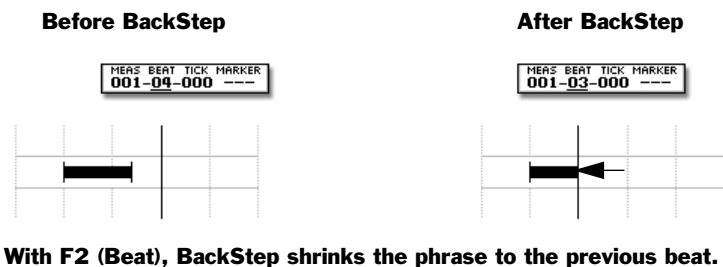 Before BackStep
After BackStep
MEAS BEAT TICK MARKER
001-04-000 ---
MEAS BEAT TICK MARKER
001-03-000 ---
With F2 (Beat), BackStep shrinks the phrase to the previous beat.